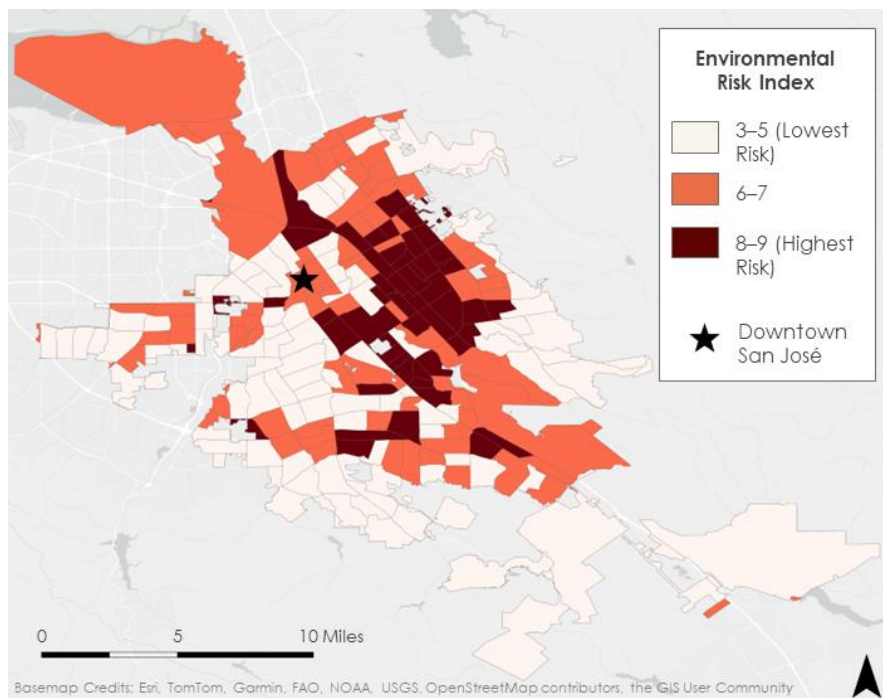 Environmental
Risk Index
3–5 (Lowest
Risk)
6–7
8–9 (Highest
Risk)
Downtown
San José
0 5 10 Miles
Basemap Credits: Esri, TomTom, Garmin, FAO, NOAA, USGS, OpenStreetMap contributors, the GIS User Community